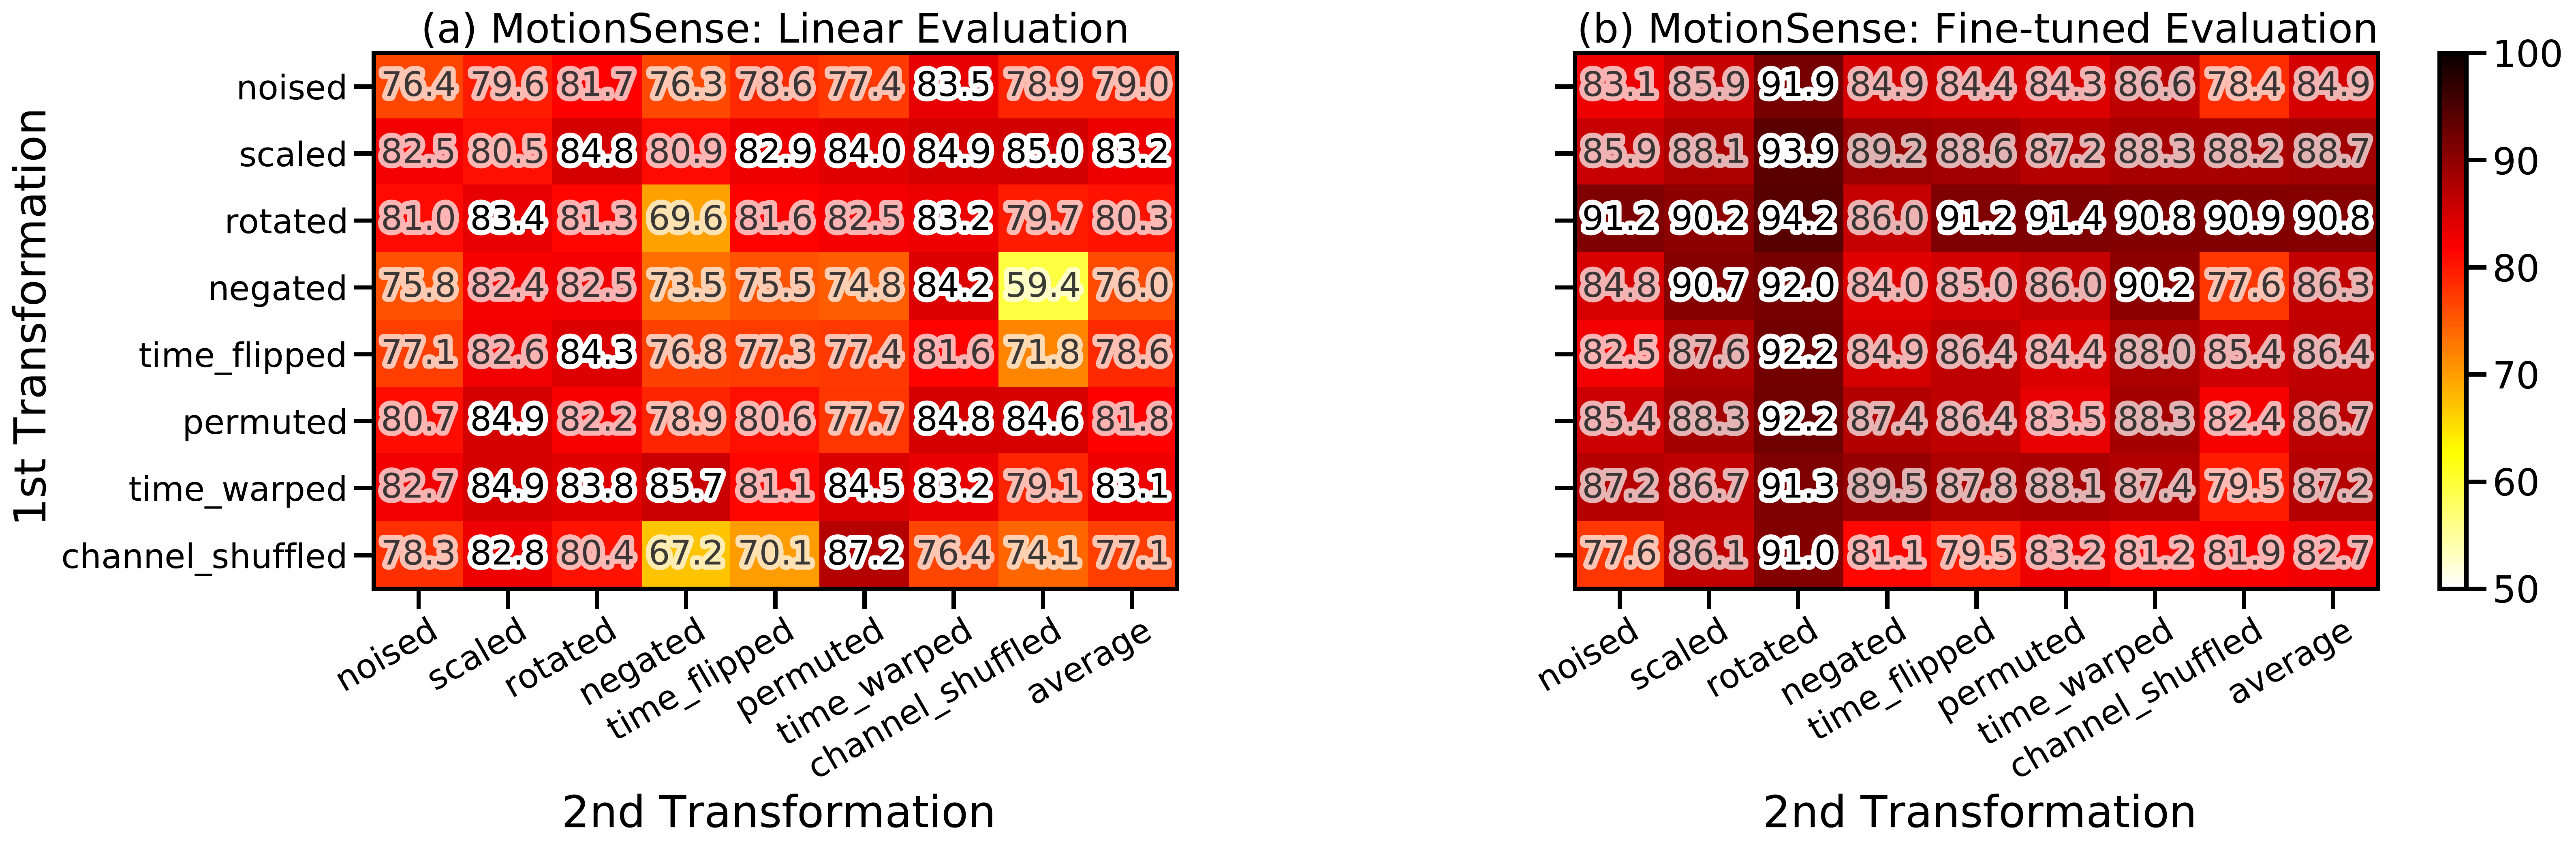 (a) MotionSense: Linear Evaluation
1st Transformation
noised 76.4 79.6 81.7 76.3 78.6 77.4 83.5 78.9 79.0
scaled 82.5 80.5 84.8 80.9 82.9 84.0 84.9 85.0 83.2
rotated 81.0 83.4 81.3 69.6 81.6 82.5 83.2 79.7 80.3
negated 75.8 82.4 82.5 73.5 75.5 74.8 84.2 59.4 76.0
time_flipped 77.1 82.6 84.3 76.8 77.3 77.4 81.6 71.8 78.6
permuted 80.7 84.9 82.2 78.9 80.6 77.7 84.8 84.6 81.8
time_warped 82.7 84.9 83.8 85.7 81.1 84.5 83.2 79.1 83.1
channel_shuffled 78.3 82.8 80.4 67.2 70.1 87.2 76.4 74.1 77.1
noised scaled rotated negated time_flipped permuted time_warped channel_shuffled average
2nd Transformation
(b) MotionSense: Fine-tuned Evaluation
83.1 85.9 91.9 84.9 84.4 84.3 86.6 78.4 84.9
85.9 88.1 93.9 89.2 88.6 87.2 88.3 88.2 88.7
91.2 90.2 94.2 86.0 91.2 91.4 90.8 90.9 90.8
84.8 90.7 92.0 84.0 85.0 86.0 90.2 77.6 86.3
82.5 87.6 92.2 84.9 86.4 84.4 88.0 85.4 86.4
85.4 88.3 92.2 87.4 86.4 83.5 88.3 82.4 86.7
87.2 86.7 91.3 89.5 87.8 88.1 87.4 79.5 87.2
77.6 86.1 91.0 81.1 79.5 83.2 81.2 81.9 82.7
noised scaled rotated negated time_flipped permuted time_warped channel_shuffled average
2nd Transformation
100
90
80
70
60
50